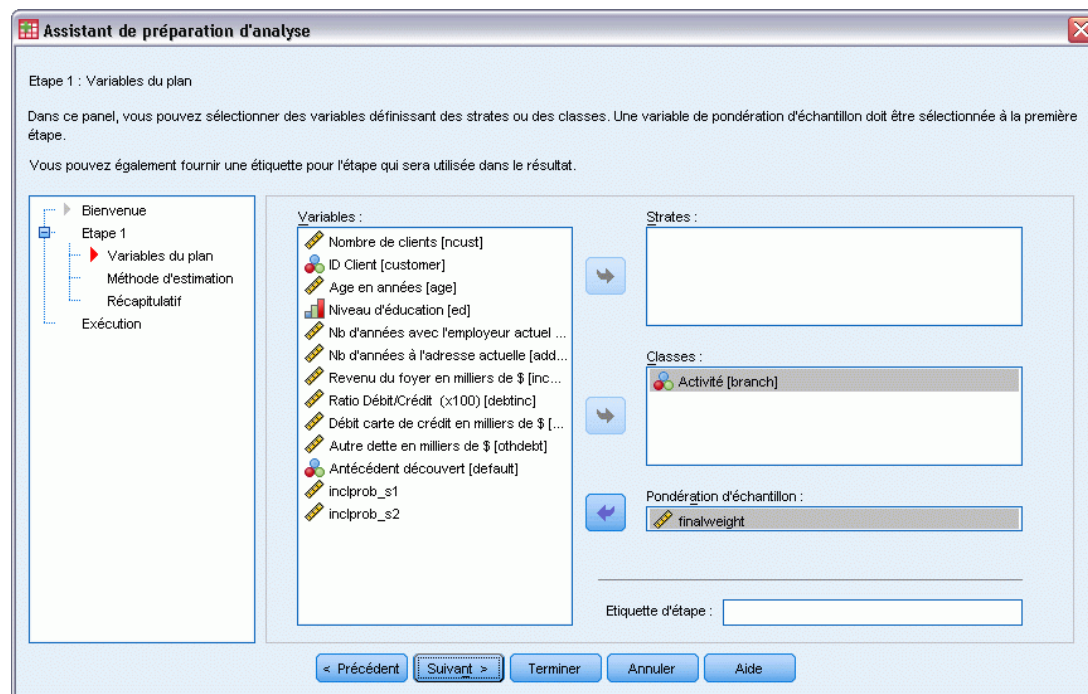 Assistant de préparation d'analyse
Etape 1 : Variables du plan
Dans ce panel, vous pouvez sélectionner des variables définissant des strates ou des classes. Une variable de pondération d'échantillon doit être sélectionnée à la première
étape.
Vous pouvez également fournir une étiquette pour l'étape qui sera utilisée dans le résultat.
Bienvenue
Etape 1
Variables du plan
Méthode d'estimation
Récapitulatif
Exécution
Variables :
Nombre de clients [ncust]
ID Client [customer]
Age en années [age]
Niveau d'éducation [ed]
Nb d'années avec l'employeur actuel ...
Nb d'années à l'adresse actuelle [add...
Revenu du foyer en milliers de $ [inc...
Ratio Débit/Crédit (x100) [debtinc]
Débit carte de crédit en milliers de $ [...
Autre dette en milliers de $ [othdebt]
Antécédent découvert [default]
inclprob_s1
inclprob_s2
Strates :
Classes :
Activité [branch]
Pondération d'échantillon :
finalweight
Etiquette d'étape :
< Précédent
Suivant >
Terminer
Annuler
Aide